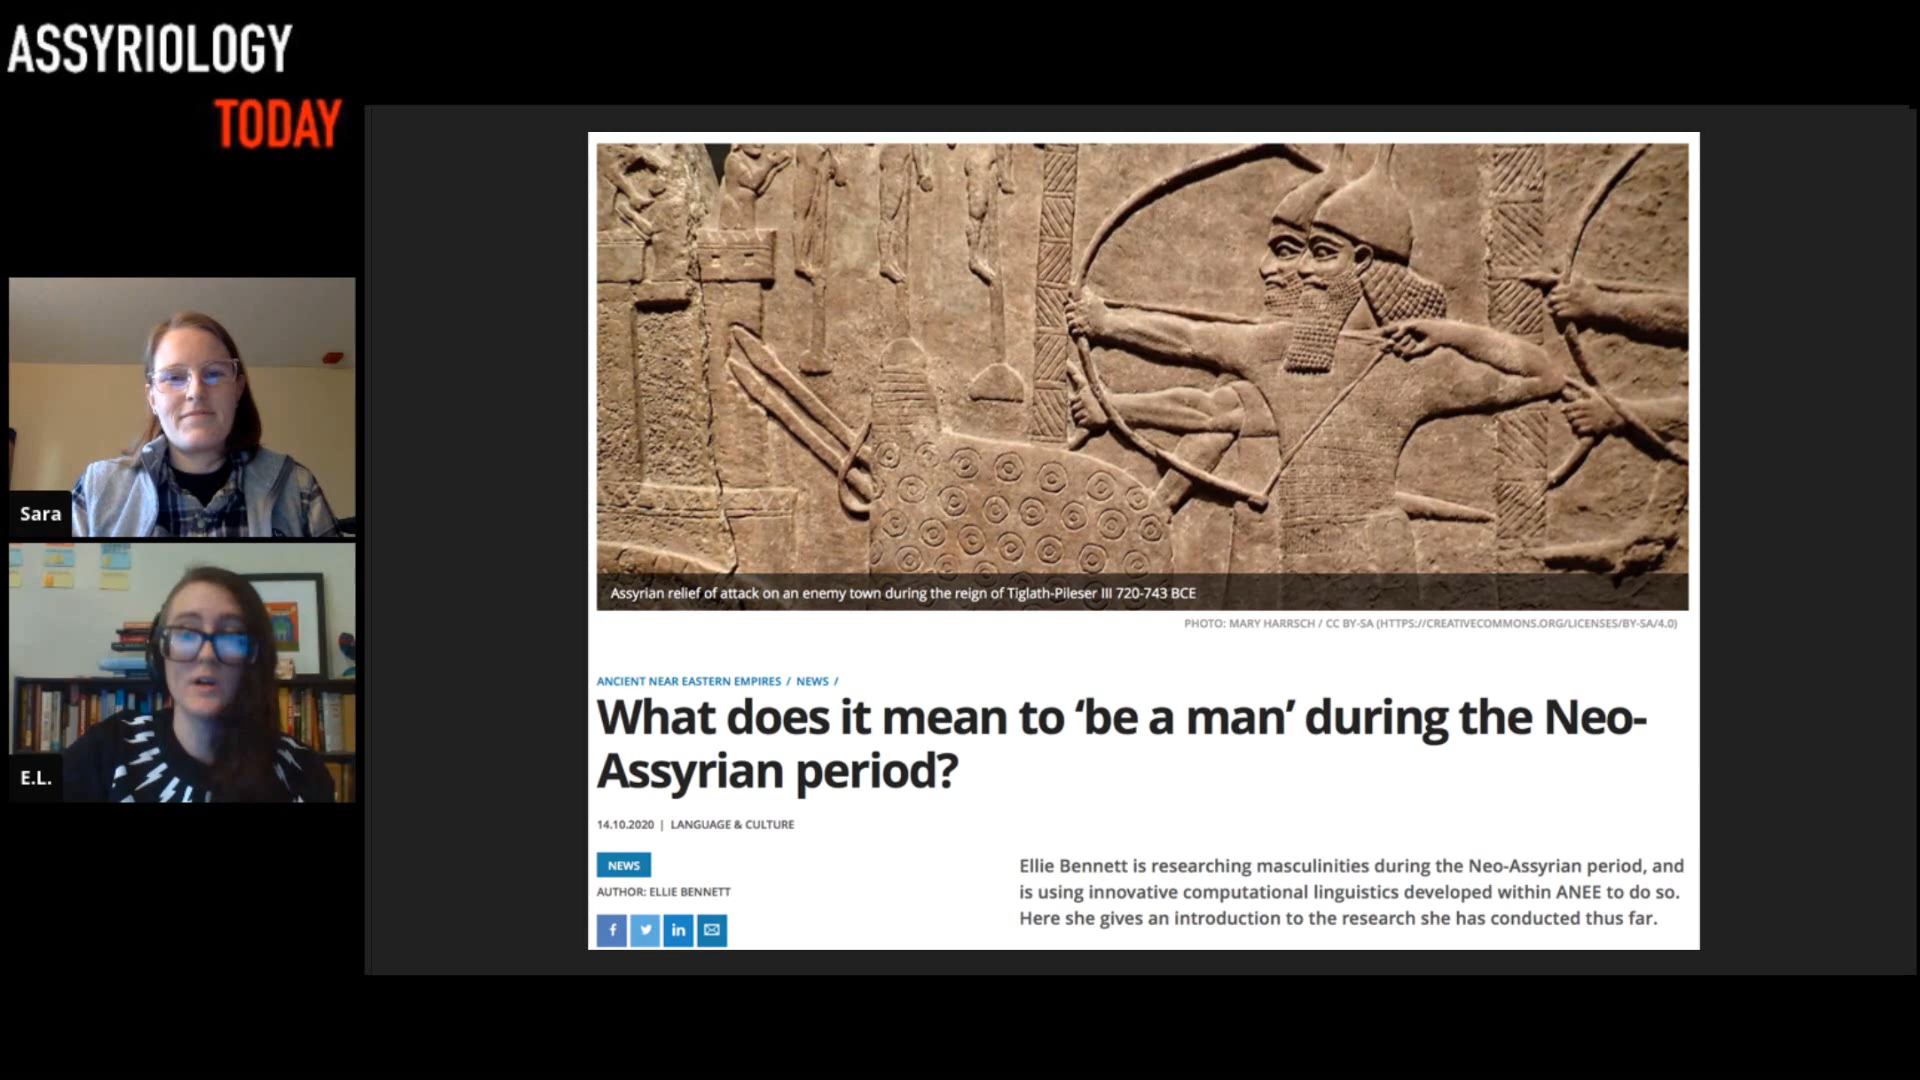 ASSYRIOLOGY
TODAY
Sara
E.L.
Assyrian relief of attack on an enemy town during the reign of Tiglath-Pileser III 720-743 BCE
PHOTO: MARY HARRSCH / CC BY-SA (HTTPS://CREATIVECOMMONS.ORG/LICENSES/BY-SA/4.0)
ANCIENT NEAR EASTERN EMPIRES / NEWS /
What does it mean to ‘be a man’ during the Neo-
Assyrian period?
14.10.2020 | LANGUAGE & CULTURE
NEWS
AUTHOR: ELLIE BENNETT
f in
Ellie Bennett is researching masculinities during the Neo-Assyrian period, and
is using innovative computational linguistics developed within ANEE to do so.
Here she gives an introduction to the research she has conducted thus far.